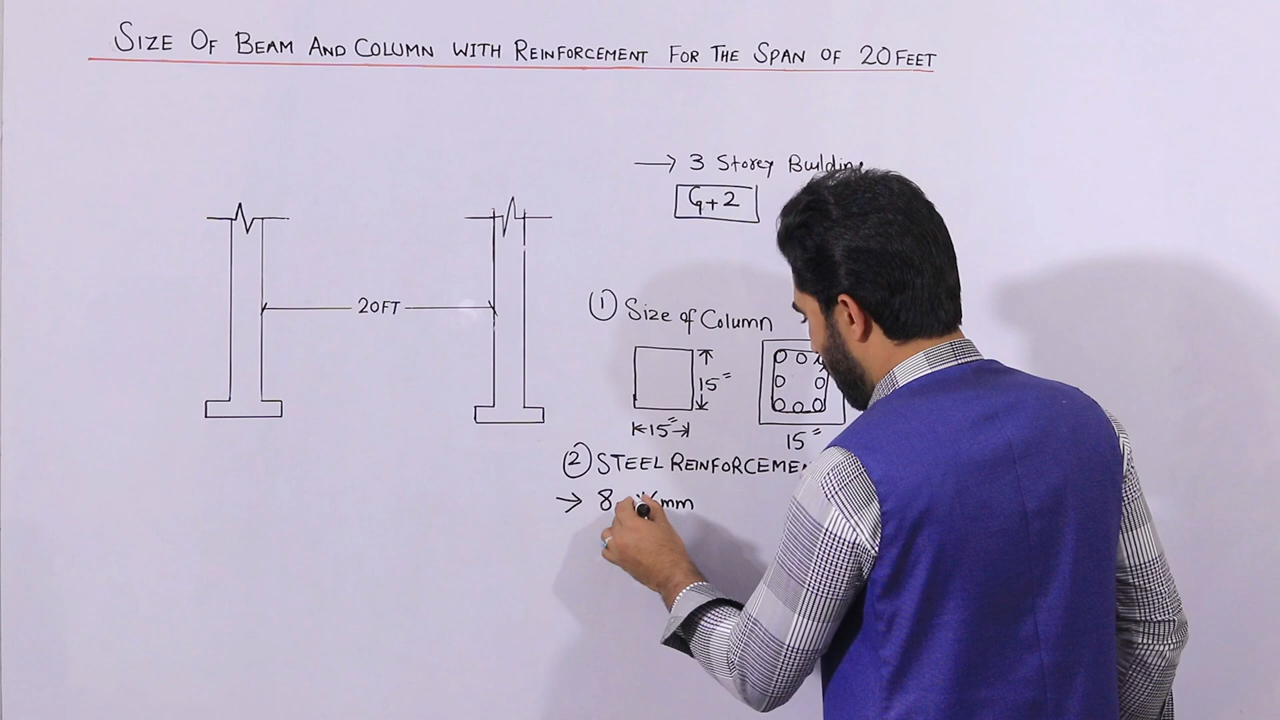 SIZE OF BEAM AND COLUMN WITH REINFORCEMENT FOR THE SPAN OF 20 FEET
→ 3 Storey Building
G+2
20FT
① Size of Column
15"
15"
15"
② STEEL REINFORCEMEN
→ 8 mm